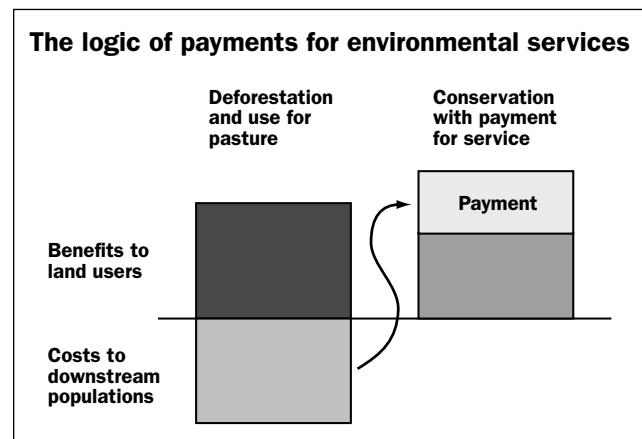 The logic of payments for environmental services
Deforestation
and use for
pasture
Conservation
with payment
for service
Payment
Benefits to
land users
Costs to
downstream
populations